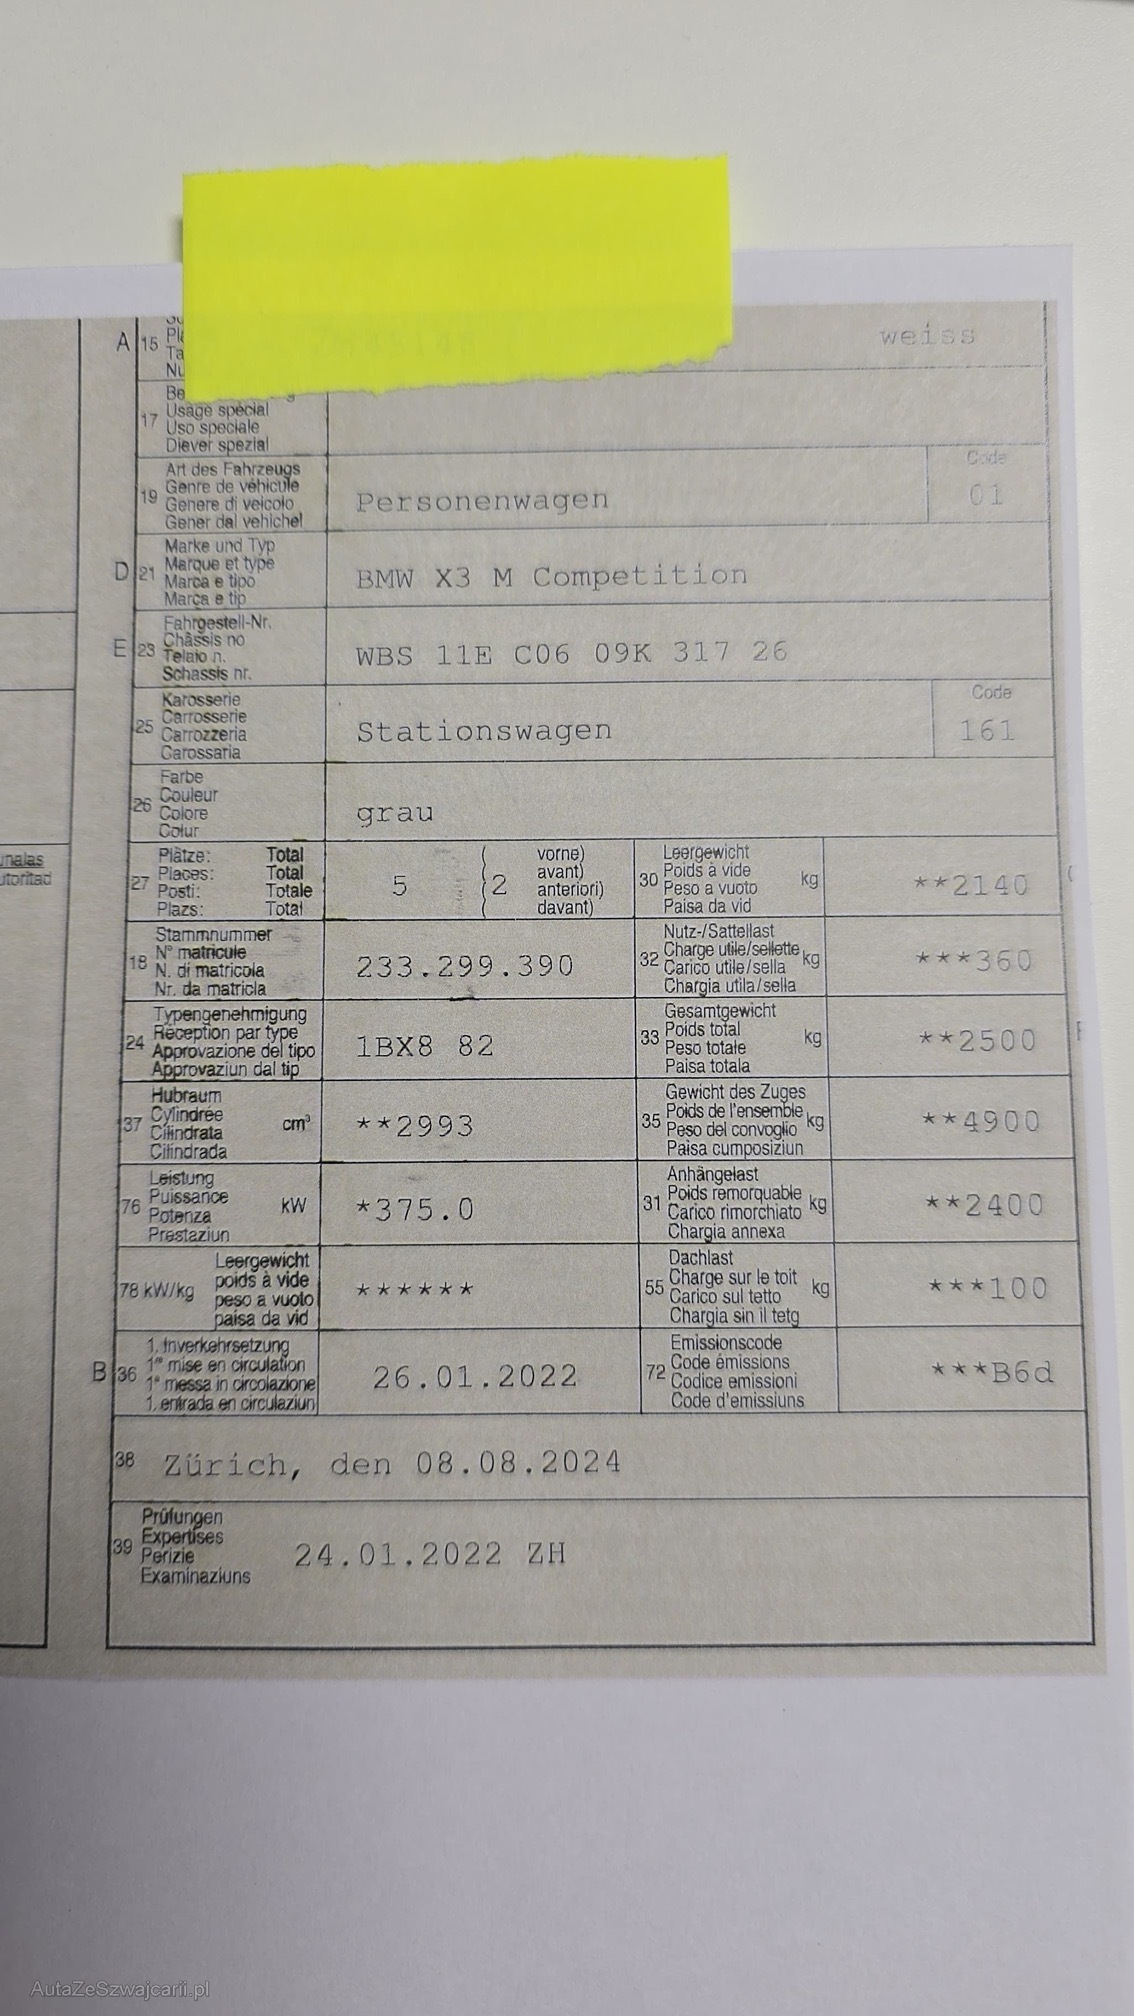 A 15 weiss
Usage spécial
17 Uso speciale
Diever spezial
Art des Fahrzeugs
19 Genre de véhicule
Genere di veicolo
Gener dal vehichel
Personenwagen
Code
01
Marke und Typ
D 21 Marque et type
Marca e tipo
Marca e tip
BMW X3 M Competition
Fahrgestell-Nr.
E 23 Châssis no
Telaio n.
Schassis nr.
WBS 11E C06 09K 317 26
Karosserie
25 Carrosserie
Carrozzeria
Carossaria
Stationswagen
Code
161
Farbe
26 Couleur
Colore
Colur
grau
Plätze: Total
27 Places: Total
Posti: Totale
Plazs: Total
5 (2
vorne)
avant)
anteriori)
davant)
Leergewicht
30 Poids à vide kg
Peso a vuoto
Paisa da vid
**2140
Stammnummer
18 N° matricule
N. di matricola
Nr. da matricla
233.299.390
Nutz-/Sattellast
32 Charge utile/sellette kg
Carico utile/sella
Chargia utila/sella
***360
Typengenehmigung
24 Réception par type
Approvazione del tipo
Approvaziun dal tip
1BX8 82
Gesamtgewicht
33 Poids total kg
Peso totale
Paisa totala
**2500
Hubraum
37 Cylindrée cm³
Cilindrata
Cilindrada
**2993
Gewicht des Zuges
35 Poids de l'ensemble kg
Peso del convoglio
Paisa cumposiziun
**4900
Leistung
76 Puissance kW
Potenza
Prestaziun
*375.0
Anhängelast
31 Poids remorquable kg
Carico rimorchiato
Chargia annexa
**2400
Leergewicht
78 kW/kg poids à vide
peso a vuoto
paisa da vid
******
Dachlast
55 Charge sur le toit kg
Carico sul tetto
Chargia sin il tetg
***100
1. Inverkehrsetzung
B 36 1re mise en circulation
1a messa in circolazione
1. entrada en circulaziun
26.01.2022
Emissionscode
72 Code émissions
Codice emissioni
Code d'emissiuns
***B6d
38 Zürich, den 08.08.2024
Prüfungen
39 Expertises
Perizie
Examinaziuns
24.01.2022 ZH
AutaZeSzwajcarii.pl